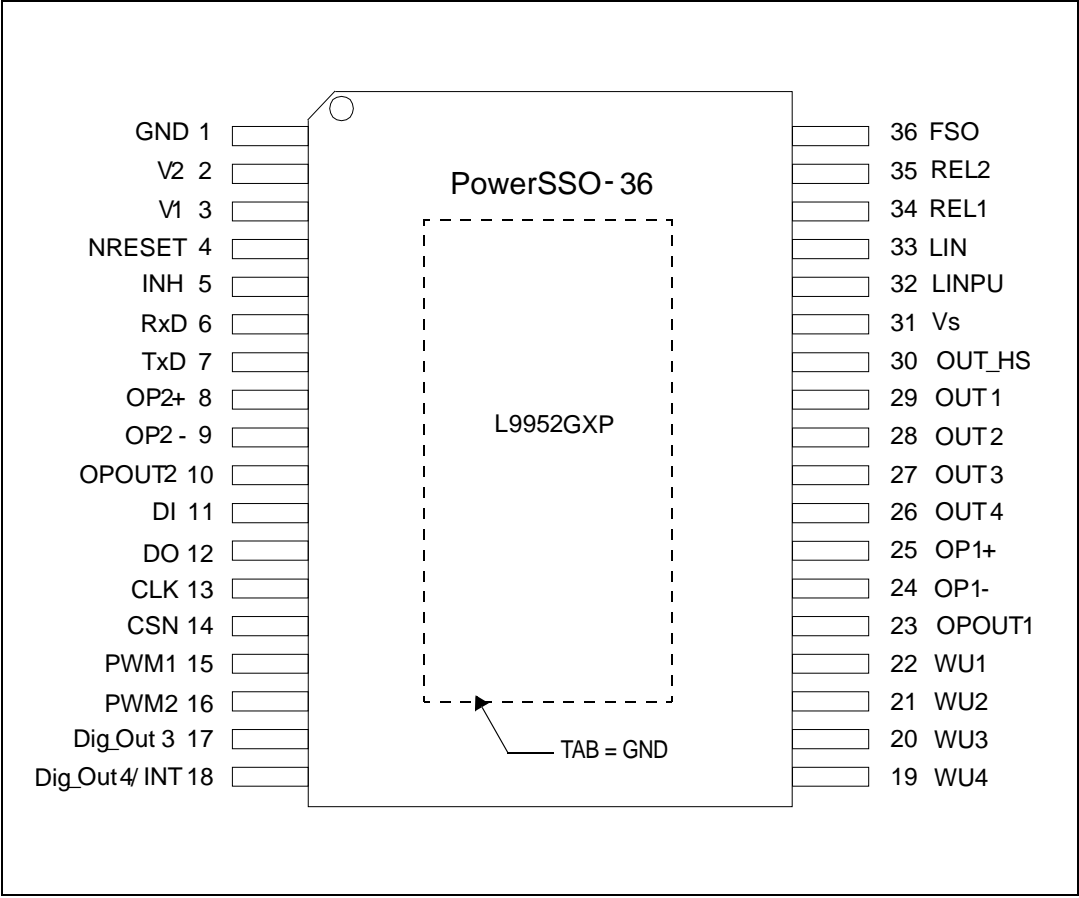 GND 1
V2 2
V1 3
NRESET 4
INH 5
RxD 6
TxD 7
OP2+ 8
OP2- 9
OPOUT2 10
DI 11
DO 12
CLK 13
CSN 14
PWM1 15
PWM2 16
Dig_Out 3 17
Dig_Out 4/ INT 18
PowerSSO-36
L9952GXP
TAB = GND
36 FSO
35 REL2
34 REL1
33 LIN
32 LINPU
31 Vs
30 OUT_HS
29 OUT1
28 OUT2
27 OUT3
26 OUT4
25 OP1+
24 OP1-
23 OPOUT1
22 WU1
21 WU2
20 WU3
19 WU4